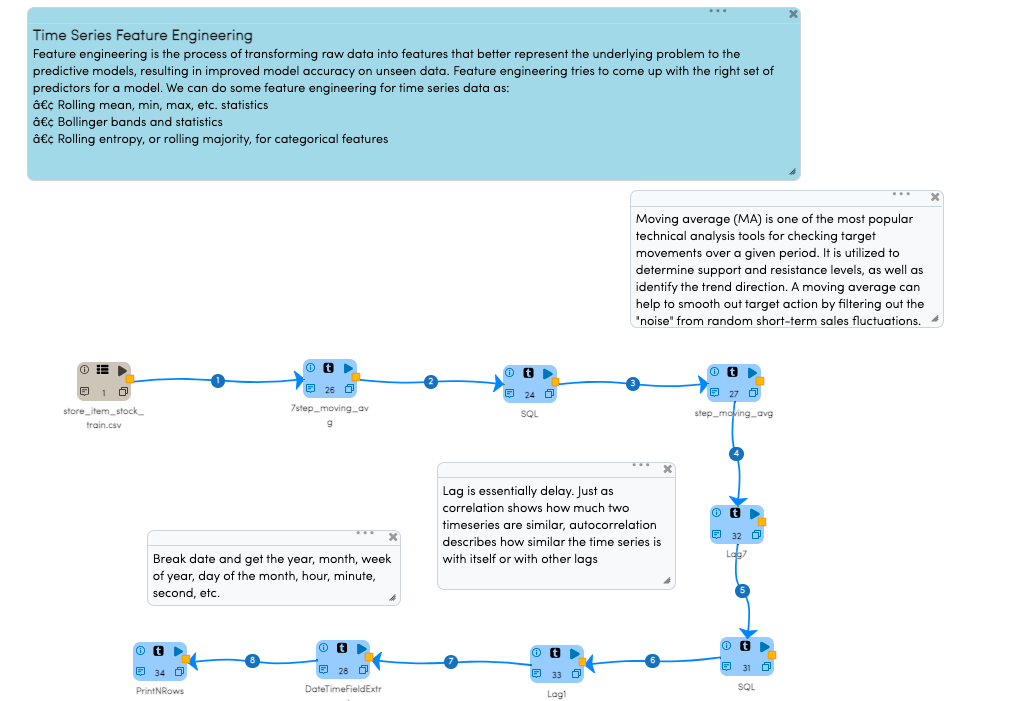 Time Series Feature Engineering
Feature engineering is the process of transforming raw data into features that better represent the underlying problem to the
predictive models, resulting in improved model accuracy on unseen data. Feature engineering tries to come up with the right set of
predictors for a model. We can do some feature engineering for time series data as:
â€¢ Rolling mean, min, max, etc. statistics
â€¢ Bollinger bands and statistics
â€¢ Rolling entropy, or rolling majority, for categorical features
Moving average (MA) is one of the most popular
technical analysis tools for checking target
movements over a given period. It is utilized to
determine support and resistance levels, as well as
identify the trend direction. A moving average can
help to smooth out target action by filtering out the
"noise" from random short-term sales fluctuations.
1
store_item_stock_
train.csv
1
26
7step_moving_av
g
2
24
SQL
3
27
step_moving_avg
4
Lag is essentially delay. Just as
correlation shows how much two
timeseries are similar, autocorrelation
describes how similar the time series is
with itself or with other lags
32
Lag7
5
Break date and get the year, month, week
of year, day of the month, hour, minute,
second, etc.
34
PrintNRows
8
28
DateTimeFieldExtr
7
33
Lag1
6
31
SQL